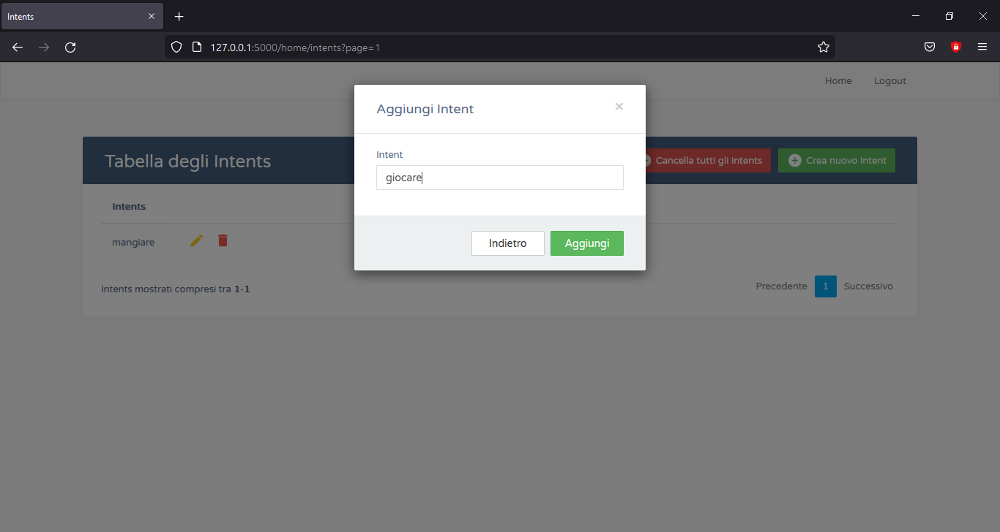 Intents
127.0.0.1:5000/home/intents?page=1
Home Logout
Aggiungi Intent ×
Tabella degli Intents
Cancella tutti gli Intents
Crea nuovo Intent
Intent
giocare
Intents
mangiare
Indietro Aggiungi
Intents mostrati compresi tra 1-1
Precedente 1 Successivo